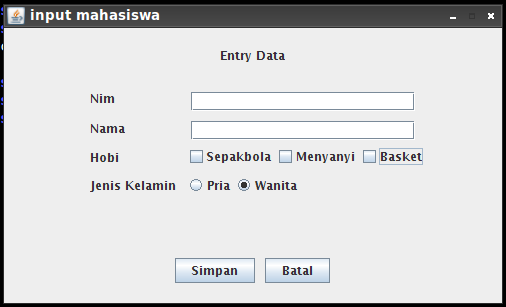 input mahasiswa
Entry Data
Nim
Nama
Hobi Sepakbola Menyanyi Basket
Jenis Kelamin Pria Wanita
Simpan Batal